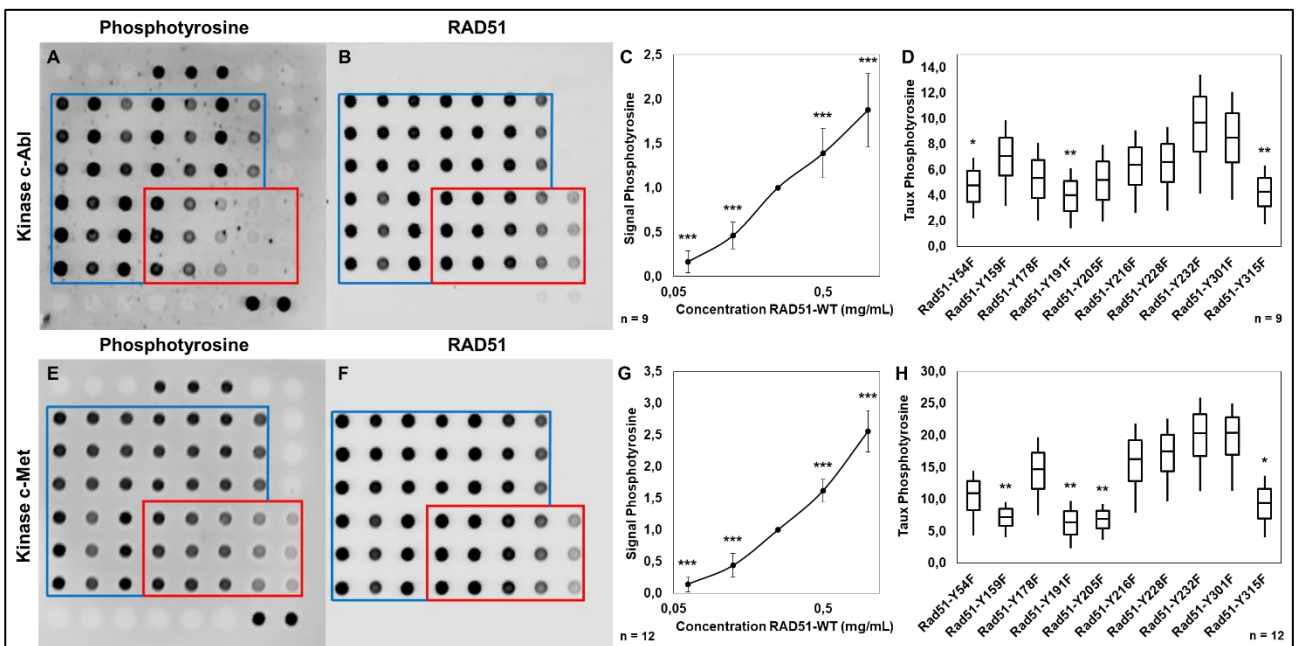 Phosphotyrosine
RAD51
Kinase c-Abl
A
B
C
Signal Phosphotyrosine
2,5
2,0
1,5
1,0
0,5
0,0
***
***
***
***
0,05
0,5
Concentration RAD51-WT (mg/mL)
n = 9
D
Taux Phosphotyrosine
14,0
12,0
10,0
8,0
6,0
4,0
2,0
0,0
*
**
**
Rad51-Y54F
Rad51-Y159F
Rad51-Y178F
Rad51-Y191F
Rad51-Y205F
Rad51-Y216F
Rad51-Y228F
Rad51-Y232F
Rad51-Y301F
Rad51-Y315F
n = 9
Phosphotyrosine
RAD51
Kinase c-Met
E
F
G
Signal Phosphotyrosine
3,5
3,0
2,5
2,0
1,5
1,0
0,5
0,0
***
***
***
***
0,05
0,5
Concentration RAD51-WT (mg/mL)
n = 12
H
Taux Phosphotyrosine
30,0
25,0
20,0
15,0
10,0
5,0
0,0
**
**
**
*
Rad51-Y54F
Rad51-Y159F
Rad51-Y178F
Rad51-Y191F
Rad51-Y205F
Rad51-Y216F
Rad51-Y228F
Rad51-Y232F
Rad51-Y301F
Rad51-Y315F
n = 12